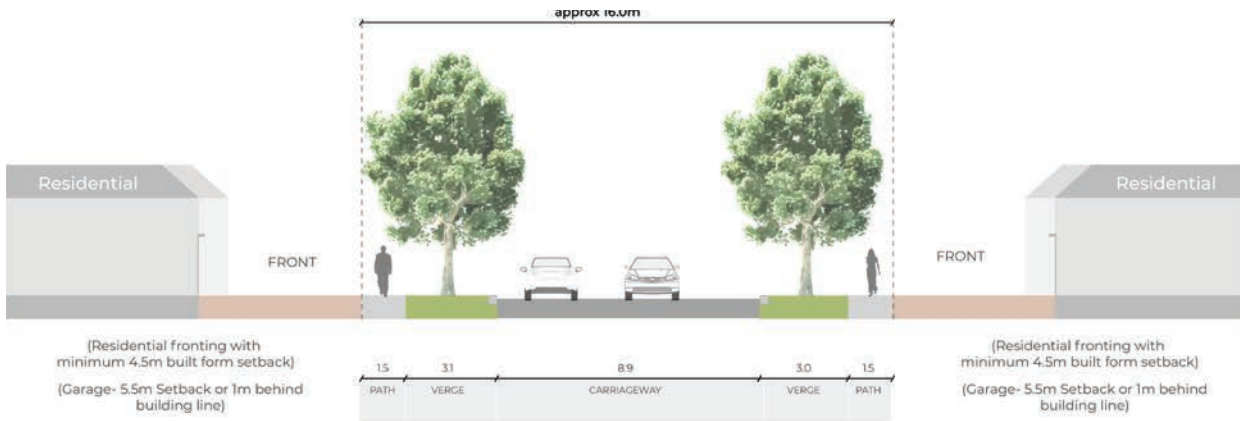 approx 16.0m
Residential
Residential
FRONT
FRONT
(Residential fronting with
minimum 4.5m built form setback)
(Garage- 5.5m Setback or 1m behind
building line)
1.5 3.1 8.9 3.0 1.5
PATH VERGE CARRIAGEWAY VERGE PATH
(Residential fronting with
minimum 4.5m built form setback)
(Garage- 5.5m Setback or 1m behind
building line)